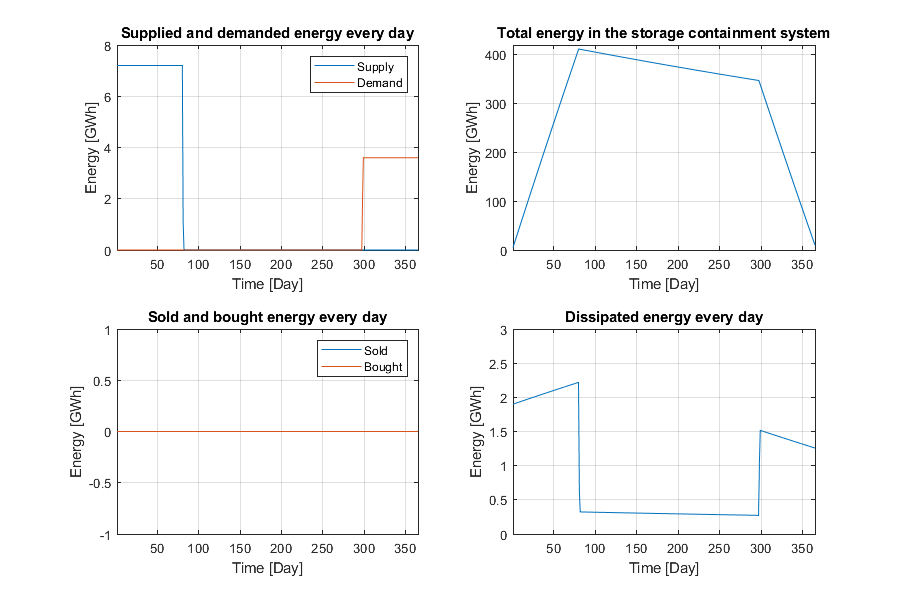 Supplied and demanded energy every day
8
6
4
2
0
Energy [GWh]
Supply
Demand
50 100 150 200 250 300 350
Time [Day]
Total energy in the storage containment system
400
300
200
100
0
Energy [GWh]
50 100 150 200 250 300 350
Time [Day]
Sold and bought energy every day
1
0.5
0
-0.5
-1
Energy [GWh]
Sold
Bought
50 100 150 200 250 300 350
Time [Day]
Dissipated energy every day
3
2.5
2
1.5
1
0.5
0
Energy [GWh]
50 100 150 200 250 300 350
Time [Day]